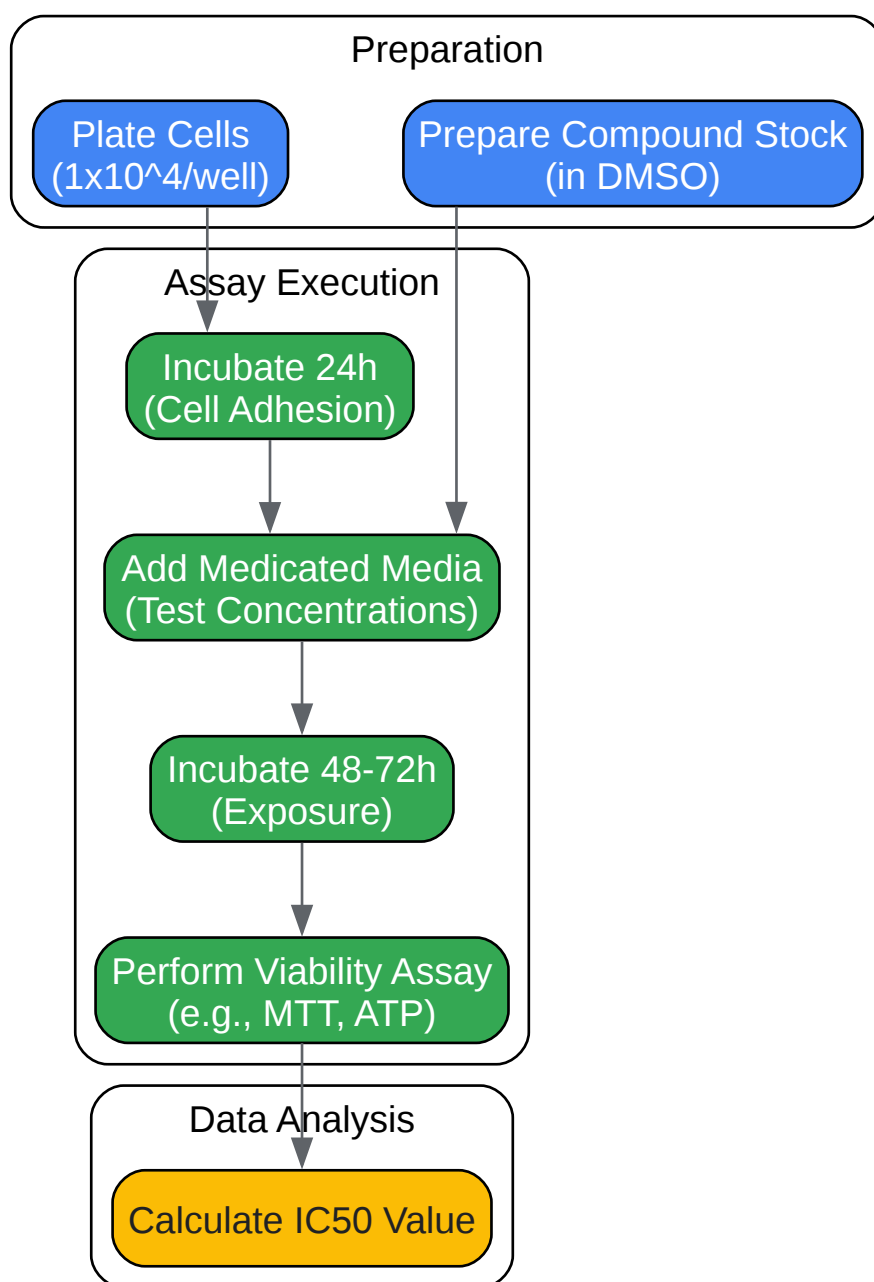 Preparation
Plate Cells
(1x10^4/well)
Prepare Compound Stock
(in DMSO)
Assay Execution
Incubate 24h
(Cell Adhesion)
Add Medicated Media
(Test Concentrations)
Incubate 48-72h
(Exposure)
Perform Viability Assay
(e.g., MTT, ATP)
Data Analysis
Calculate IC50 Value